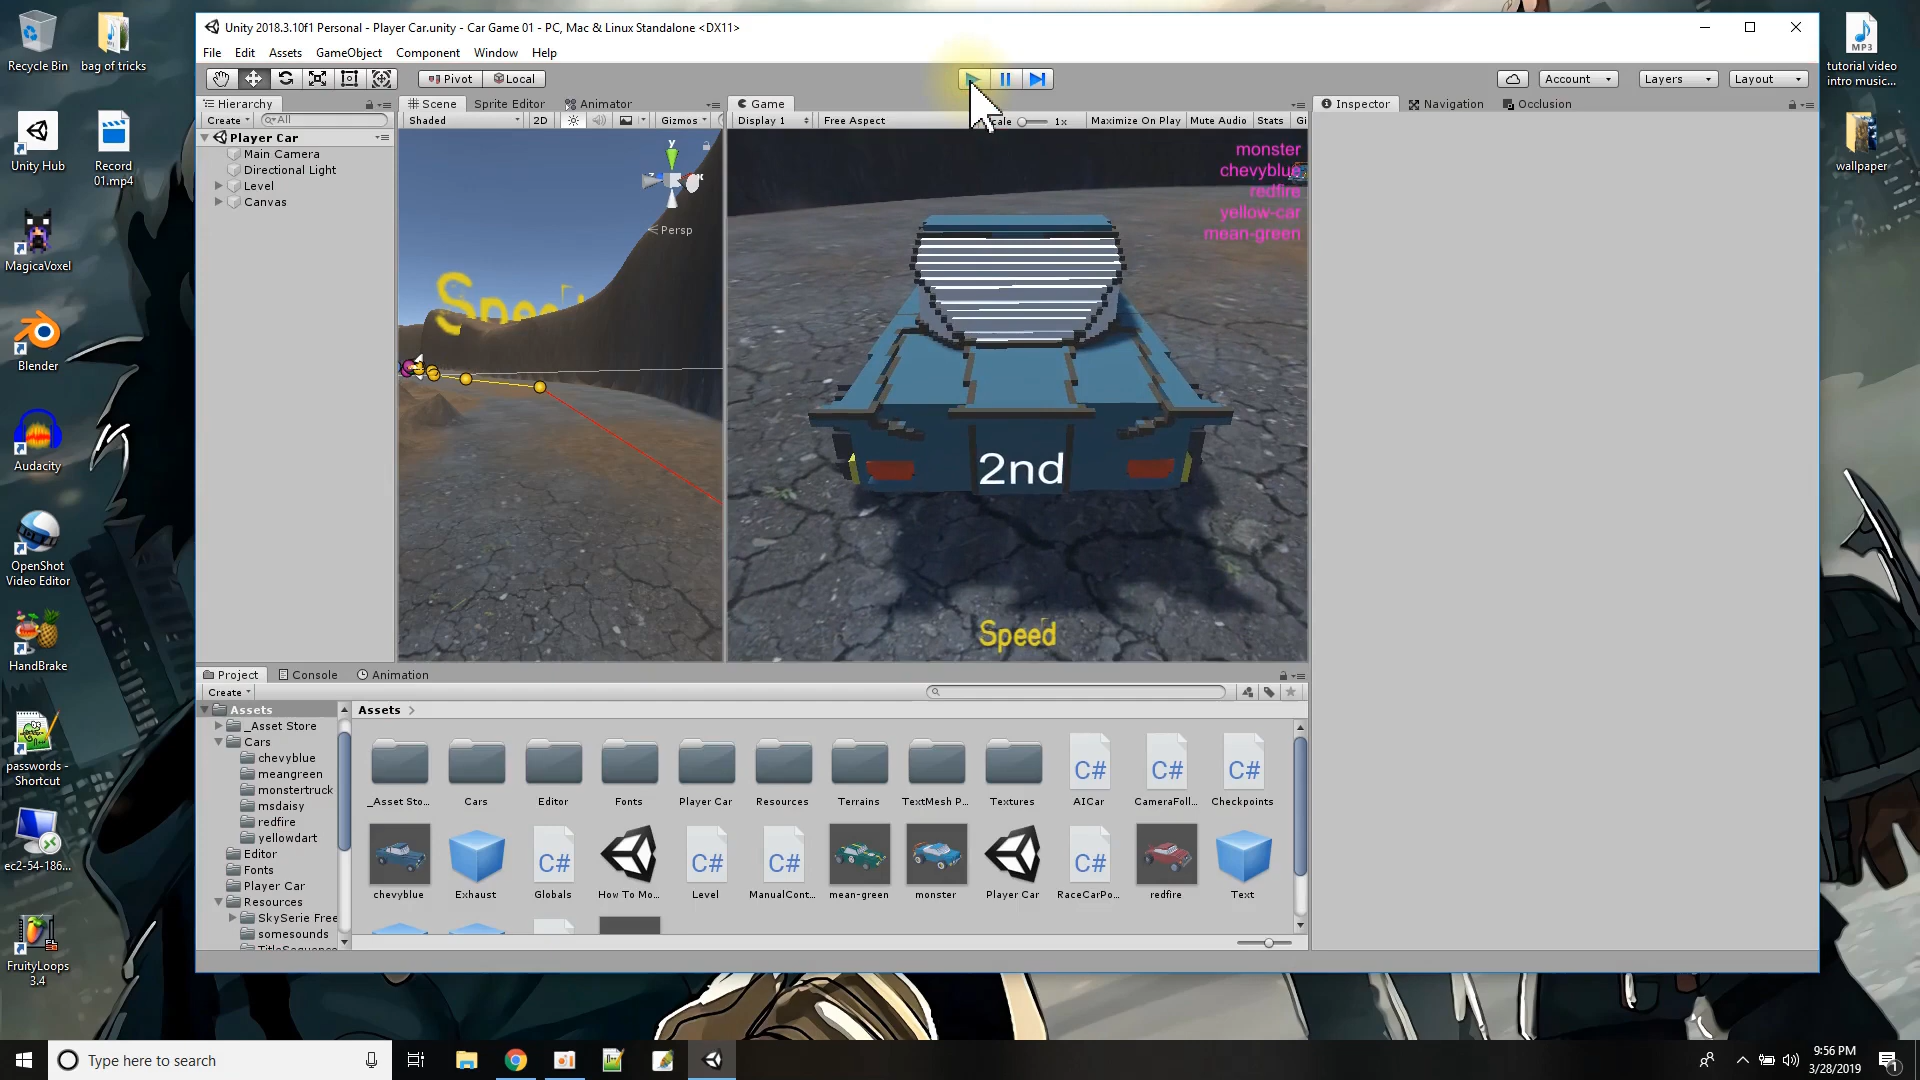 Recycle Bin
bag of tricks
Unity Hub
Record
01.mp4
MagicaVoxel
Blender
Audacity
OpenShot
Video Editor
HandBrake
passwords -
Shortcut
ec2-54-186...
FruityLoops
3.4
Unity 2018.3.10f1 Personal - Player Car.unity - Car Game 01 - PC, Mac & Linux Standalone <DX11>
File Edit Assets GameObject Component Window Help
Pivot Local
Account Layers Layout
Hierarchy
Create All
Player Car
Main Camera
Directional Light
Level
Canvas
Scene Sprite Editor Animator
Shaded 2D Gizmos
y
Persp
Speed
Game
Display 1 Free Aspect 1x Maximize On Play Mute Audio Stats Gi
monster
chevyblue
redfire
yellow-car
mean-green
2nd
Speed
Inspector Navigation Occlusion
Project Console Animation
Create
Assets
_Asset Store
Cars
chevyblue
meangreen
monstertruck
msdaisy
redfire
yellowdart
Editor
Fonts
Player Car
Resources
SkySerie Free
somesounds
TitleSequence
Assets
_Asset Sto... Cars Editor Fonts Player Car Resources Terrains TextMesh P... Textures AICar CameraFoll... Checkpoints
C# C# C#
C# C# C# C#
chevyblue Exhaust Globals How To Mo... Level ManualCont... mean-green monster Player Car RaceCarPo... redfire Text
MP3
tutorial video
intro music...
wallpaper
Type here to search
9:56 PM
3/28/2019
1